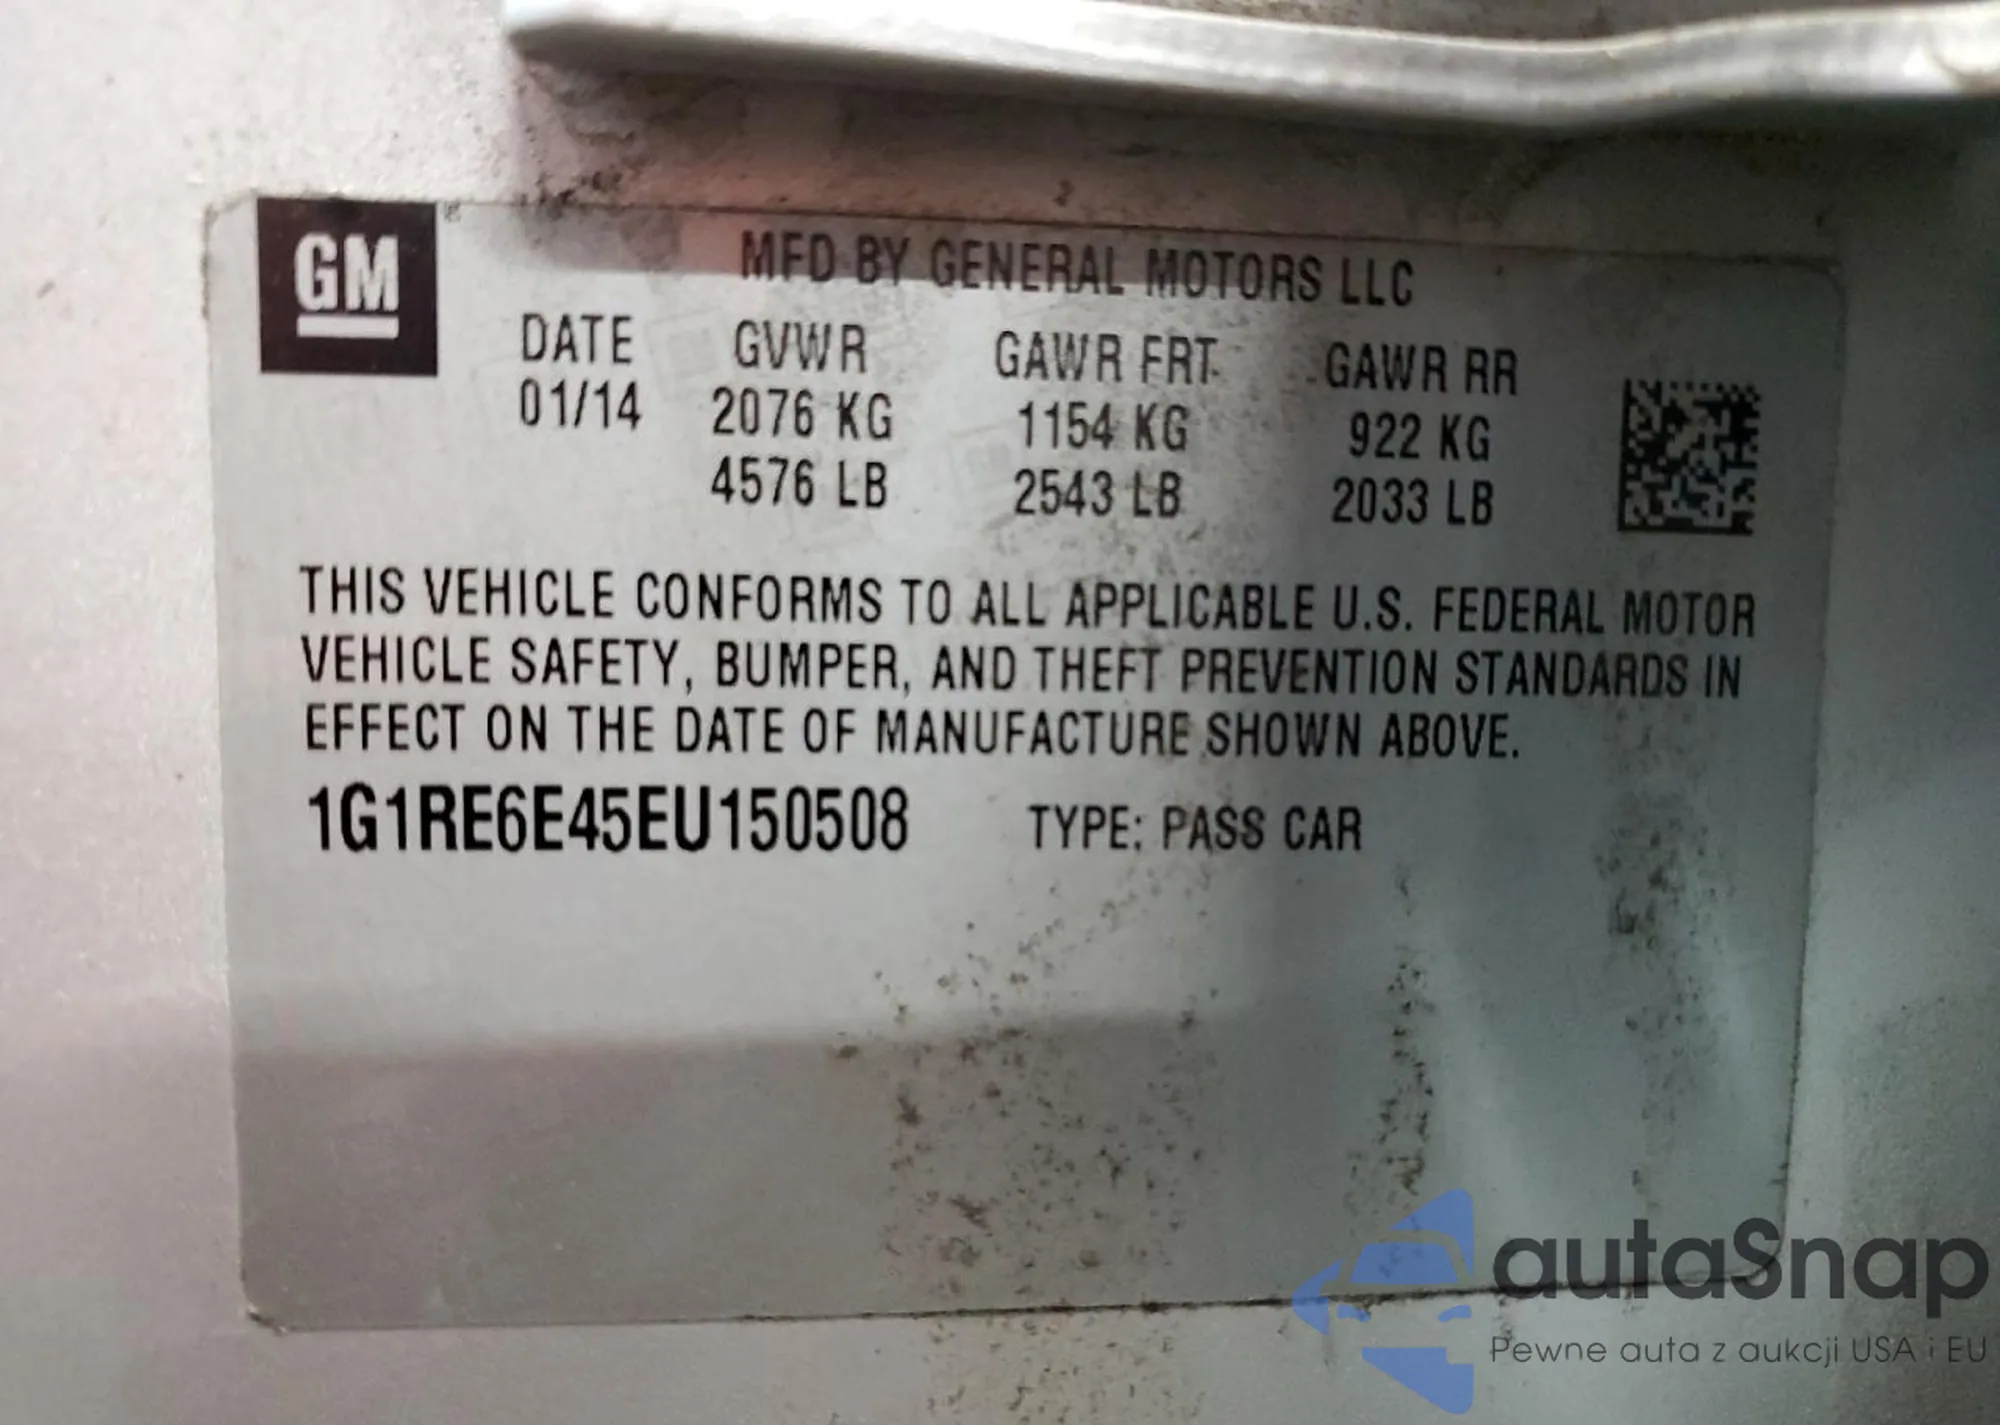 GM
MFD BY GENERAL MOTORS LLC
DATE GVWR GAWR FRT GAWR RR
01/14 2076 KG 1154 KG 922 KG
4576 LB 2543 LB 2033 LB
THIS VEHICLE CONFORMS TO ALL APPLICABLE U.S. FEDERAL MOTOR
VEHICLE SAFETY, BUMPER, AND THEFT PREVENTION STANDARDS IN
EFFECT ON THE DATE OF MANUFACTURE SHOWN ABOVE.
1G1RE6E45EU150508 TYPE: PASS CAR
autaSnap
Pewne auta z aukcji USA i EU